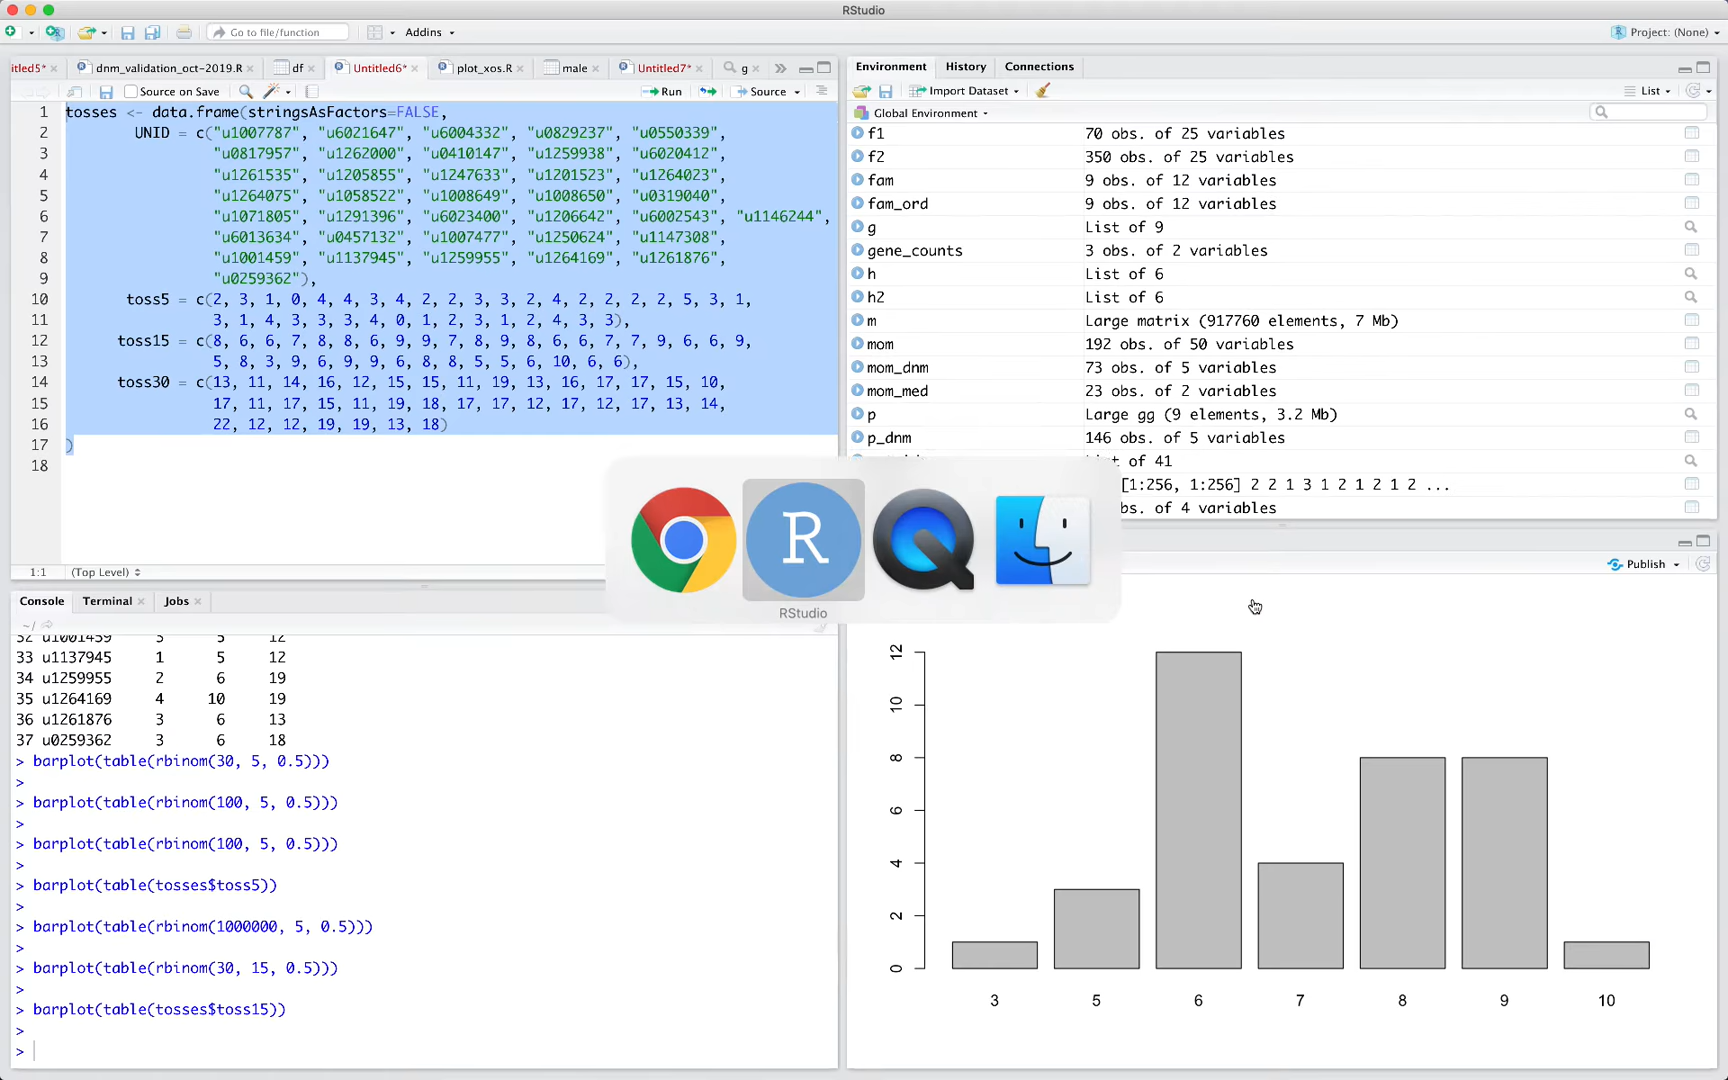 RStudio
Go to file/function
Addins
Project: (None)
ntitled5*
dnm_validation_oct-2019.R
df
Untitled6*
plot_xos.R
male
Untitled7*
g
Source on Save
Run
Source
1 tosses <- data.frame(stringsAsFactors=FALSE,
2 UNID = c("u1007787", "u6021647", "u6004332", "u0829237", "u0550339",
3 "u0817957", "u1262000", "u0410147", "u1259938", "u6020412",
4 "u1261535", "u1205855", "u1247633", "u1201523", "u1264023",
5 "u1264075", "u1058522", "u1008649", "u1008650", "u0319040",
6 "u1071805", "u1291396", "u6023400", "u1206642", "u6002543", "u1146244",
7 "u6013634", "u0457132", "u1007477", "u1250624", "u1147308",
8 "u1001459", "u1137945", "u1259955", "u1264169", "u1261876",
9 "u0259362"),
10 toss5 = c(2, 3, 1, 0, 4, 4, 3, 4, 2, 2, 3, 3, 2, 4, 2, 2, 2, 2, 5, 3, 1,
11 3, 1, 4, 3, 3, 3, 4, 0, 1, 2, 3, 1, 2, 4, 3, 3),
12 toss15 = c(8, 6, 6, 7, 8, 8, 6, 9, 9, 7, 8, 9, 8, 6, 6, 7, 7, 9, 6, 6, 9,
13 5, 8, 3, 9, 6, 9, 9, 6, 8, 8, 5, 5, 6, 10, 6, 6),
14 toss30 = c(13, 11, 14, 16, 12, 15, 15, 11, 19, 13, 16, 17, 17, 15, 10,
15 17, 11, 17, 15, 11, 19, 18, 17, 17, 12, 17, 12, 17, 13, 14,
16 22, 12, 12, 19, 19, 13, 18)
17 )
18
1:1 (Top Level)
Console Terminal Jobs
~/
32 u1001459 3 5 12
33 u1137945 1 5 12
34 u1259955 2 6 19
35 u1264169 4 10 19
36 u1261876 3 6 13
37 u0259362 3 6 18
> barplot(table(rbinom(30, 5, 0.5)))
>
> barplot(table(rbinom(100, 5, 0.5)))
>
> barplot(table(rbinom(100, 5, 0.5)))
>
> barplot(table(tosses$toss5))
>
> barplot(table(rbinom(1000000, 5, 0.5)))
>
> barplot(table(rbinom(30, 15, 0.5)))
>
> barplot(table(tosses$toss15))
>
>
Environment History Connections
Import Dataset
List
Global Environment
f1 70 obs. of 25 variables
f2 350 obs. of 25 variables
fam 9 obs. of 12 variables
fam_ord 9 obs. of 12 variables
g List of 9
gene_counts 3 obs. of 2 variables
h List of 6
h2 List of 6
m Large matrix (917760 elements, 7 Mb)
mom 192 obs. of 50 variables
mom_dnm 73 obs. of 5 variables
mom_med 23 obs. of 2 variables
p Large gg (9 elements, 3.2 Mb)
p_dnm 146 obs. of 5 variables
of 41
[1:256, 1:256] 2 2 1 3 1 2 1 2 1 2 ...
of 4 variables
R
RStudio
Publish
12
10
8
6
4
2
0
3 5 6 7 8 9 10